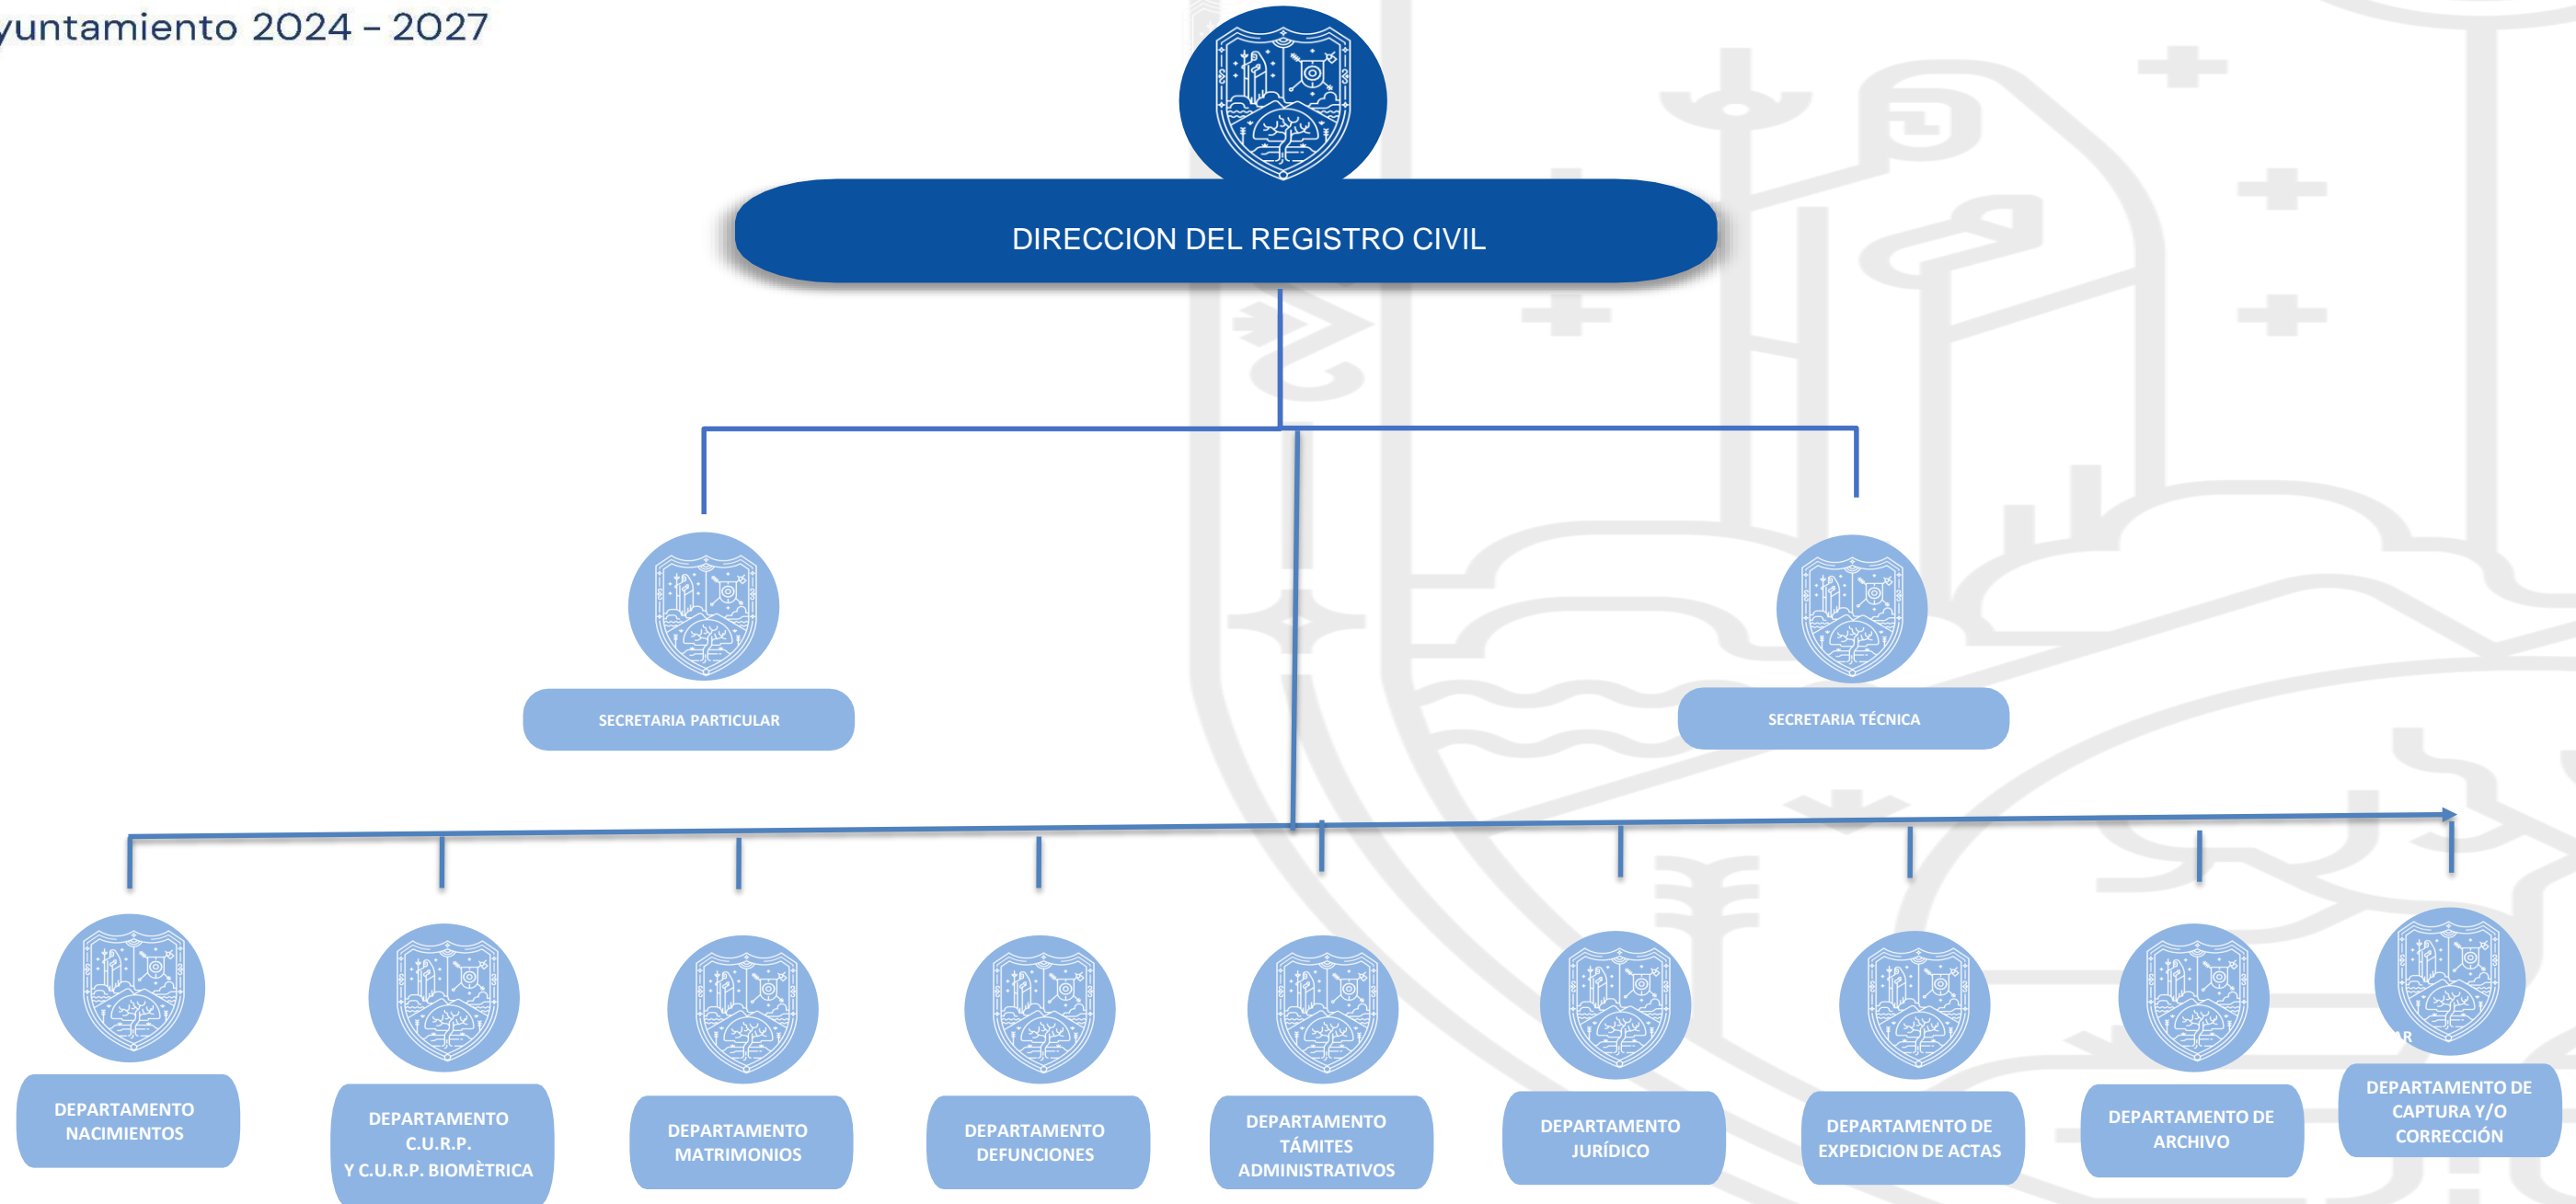 yuntamiento 2024 - 2027
DIRECCION DEL REGISTRO CIVIL
SECRETARIA PARTICULAR
SECRETARIA TÉCNICA
AR
DEPARTAMENTO
NACIMIENTOS
DEPARTAMENTO
C.U.R.P.
Y C.U.R.P. BIOMÈTRICA
DEPARTAMENTO
MATRIMONIOS
DEPARTAMENTO
DEFUNCIONES
DEPARTAMENTO
TÁMITES
ADMINISTRATIVOS
DEPARTAMENTO
JURÍDICO
DEPARTAMENTO DE
EXPEDICION DE ACTAS
DEPARTAMENTO DE
ARCHIVO
DEPARTAMENTO DE
CAPTURA Y/O
CORRECCIÓN